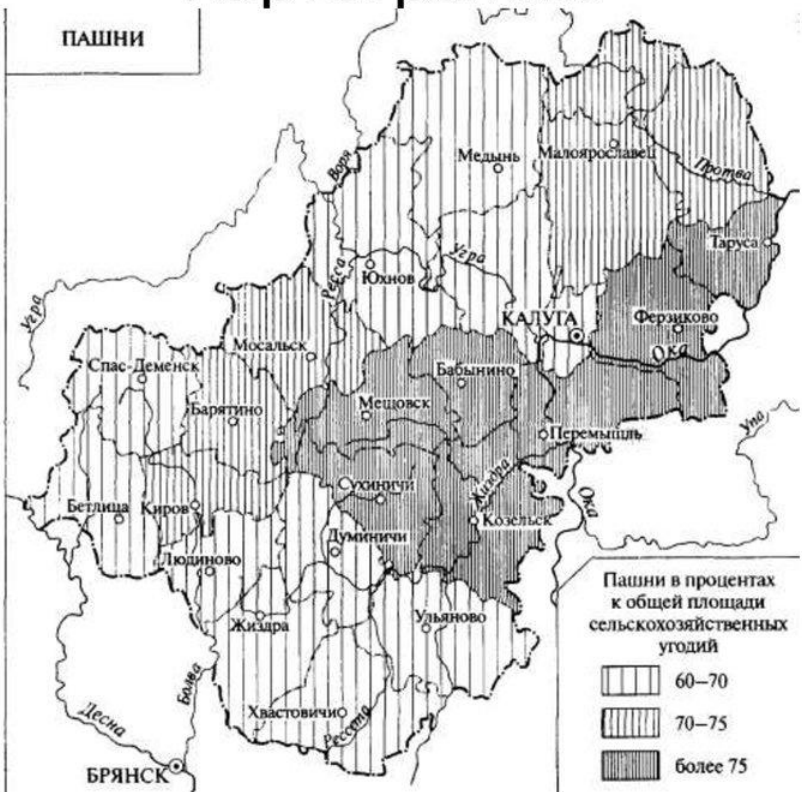 ПАШНИ
Медынь
Малоярославец
Воря
Протва
Таруса
Угра
Угра
Юхнов
Ресса
КАЛУГА
Ферзиково
Ока
Мосальск
Спас-Деменск
Бабынино
Барятино
Мещовск
Перемышль
Упа
Сухиничи
Жиздра
Бетлица
Киров
Козельск
Ока
Думиничи
Людиново
Жиздра
Ульяново
Болва
Десна
Хвастовичи
Рессета
БРЯНСК
Пашни в процентах
к общей площади
сельскохозяйственных
угодий
60–70
70–75
более 75